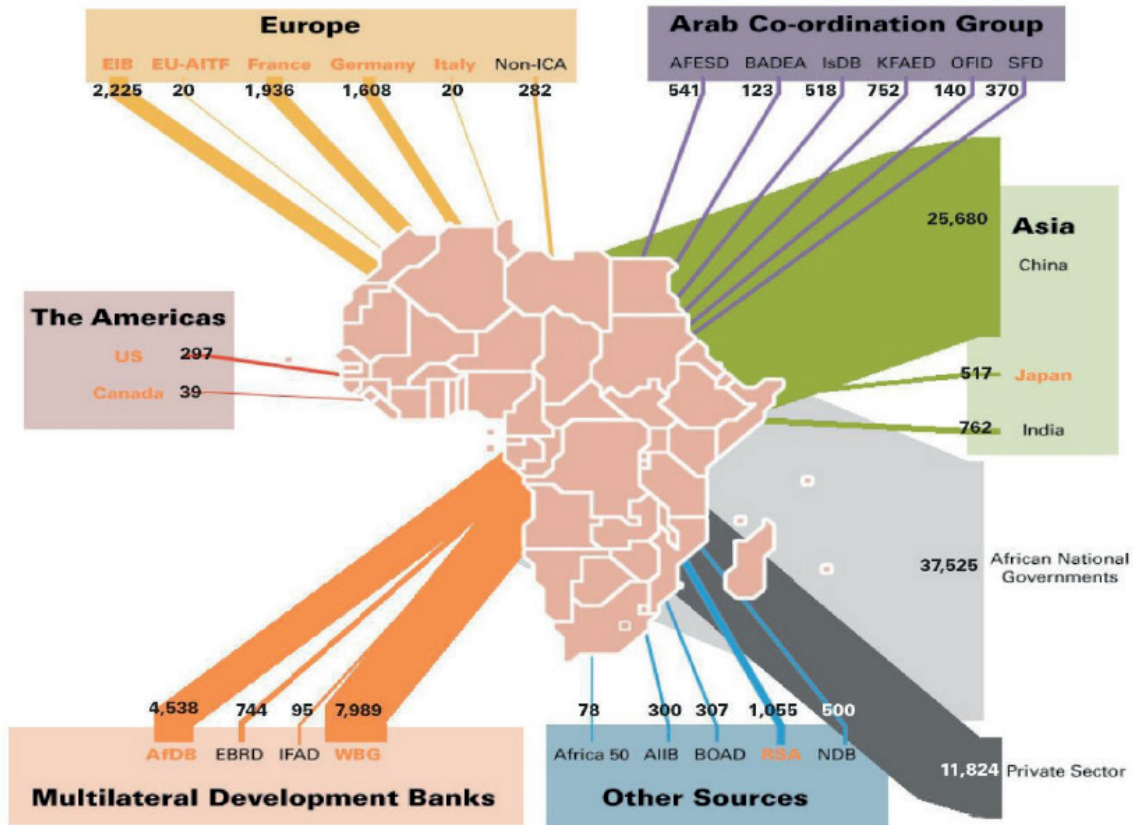 Europe
EIB EU-AITF France Germany Italy Non-ICA
2,225 20 1,936 1,608 20 282
Arab Co-ordination Group
AFESD BADEA IsDB KFAED OFID SFD
541 123 518 752 140 370
25,680
Asia
China
517 Japan
762 India
The Americas
US 297
Canada 39
37,525 African National
Governments
4,538 744 95 7,989
AfDB EBRD IFAD WBG
Multilateral Development Banks
78 300 307 1,055 500
Africa 50 AIIB BOAD RSA NDB
Other Sources
11,824 Private Sector